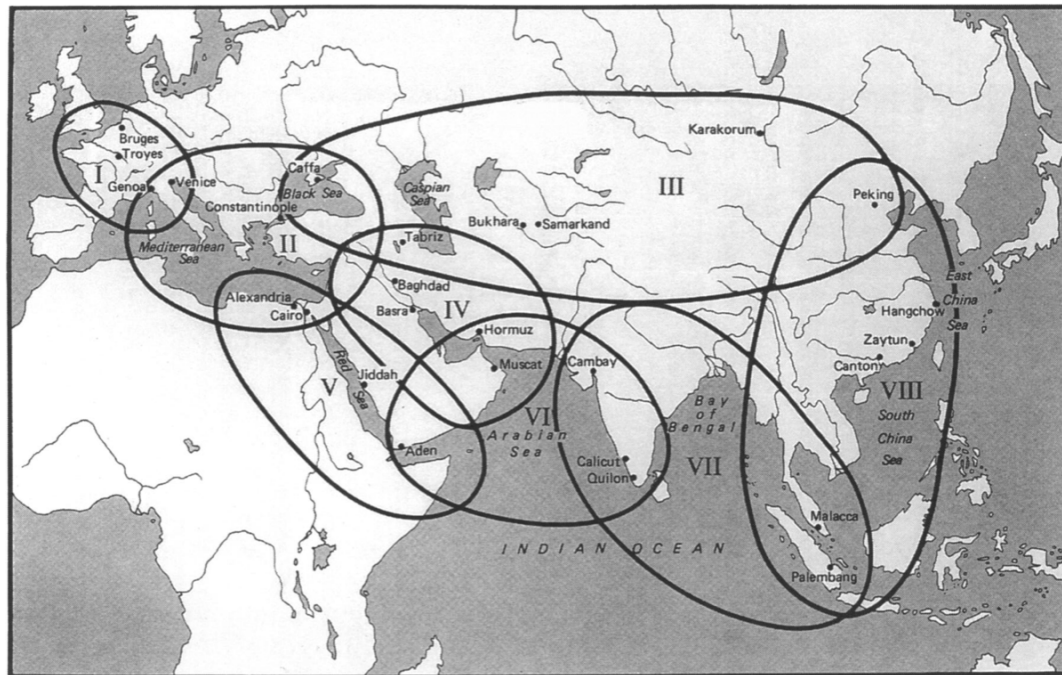 Bruges
Troyes
I
Genoa
Venice
Caffa
Black Sea
Constantinople
II
Mediterranean
Sea
Caspian
Sea
Karakorum
III
Bukhara
Samarkand
Peking
Tabriz
Baghdad
Basra
IV
Alexandria
Cairo
Hormuz
Muscat
Red
Sea
Jiddah
V
Aden
VI
Arabian
Sea
Cambay
Bay
of
Bengal
Calicut
Quilon
VII
East
China
Sea
Hangchow
Zaytun
Canton
VIII
South
China
Sea
Malacca
Palembang
INDIAN OCEAN